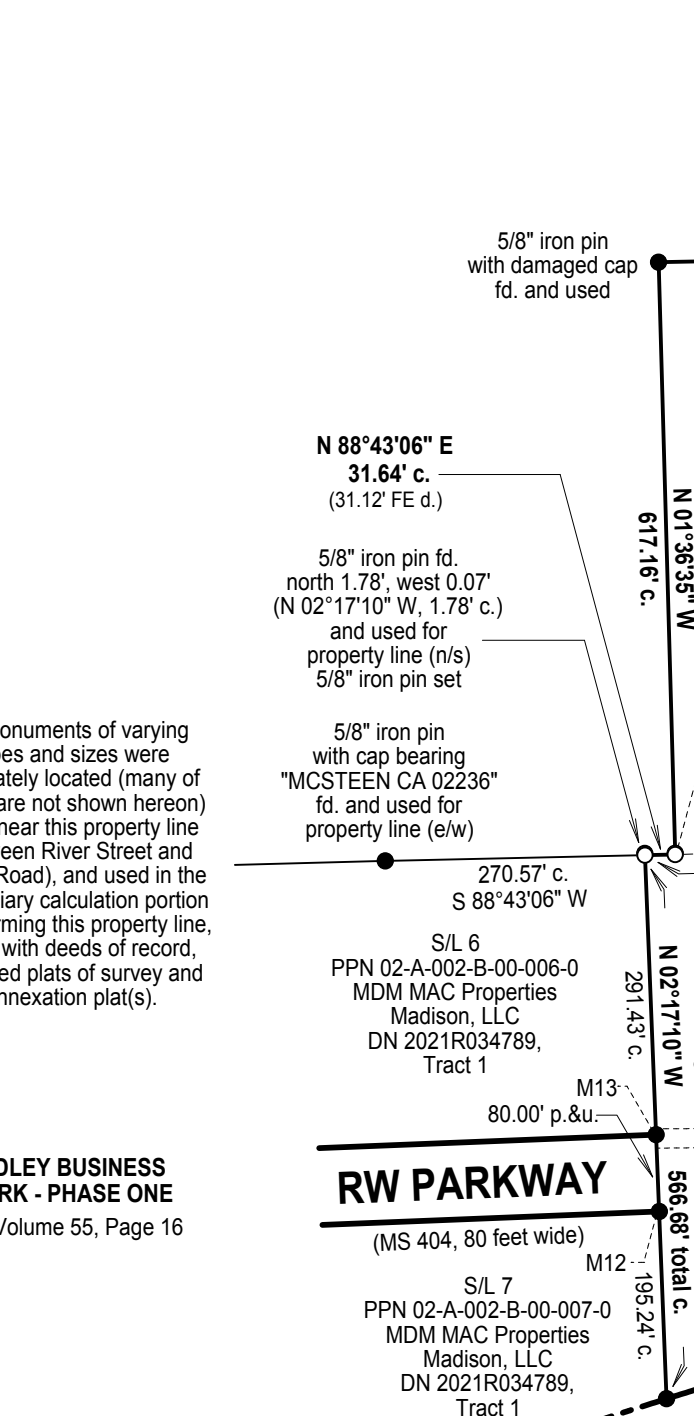 5/8" iron pin
with damaged cap
fd. and used
N 88°43'06" E
31.64' c.
(31.12' FE d.)
N 01°36'35" W
617.16' c.
5/8" iron pin fd.
north 1.78', west 0.07'
(N 02°17'10" W, 1.78' c.)
and used for
property line (n/s)
5/8" iron pin set
5/8" iron pin
with cap bearing
"MCSTEEN CA 02236"
fd. and used for
property line (e/w)
onuments of varying
es and sizes were
ately located (many of
are not shown hereon)
near this property line
een River Street and
Road), and used in the
iary calculation portion
rming this property line,
with deeds of record,
ed plats of survey and
nnexation plat(s).
270.57' c.
S 88°43'06" W
S/L 6
PPN 02-A-002-B-00-006-0
MDM MAC Properties
Madison, LLC
DN 2021R034789,
Tract 1
N 02°17'10" W
291.43' c.
M13
80.00' p.&u.
RW PARKWAY
(MS 404, 80 feet wide)
M12
566.68' total c.
195.24' c.
DLEY BUSINESS
RK - PHASE ONE
Volume 55, Page 16
S/L 7
PPN 02-A-002-B-00-007-0
MDM MAC Properties
Madison, LLC
DN 2021R034789,
Tract 1